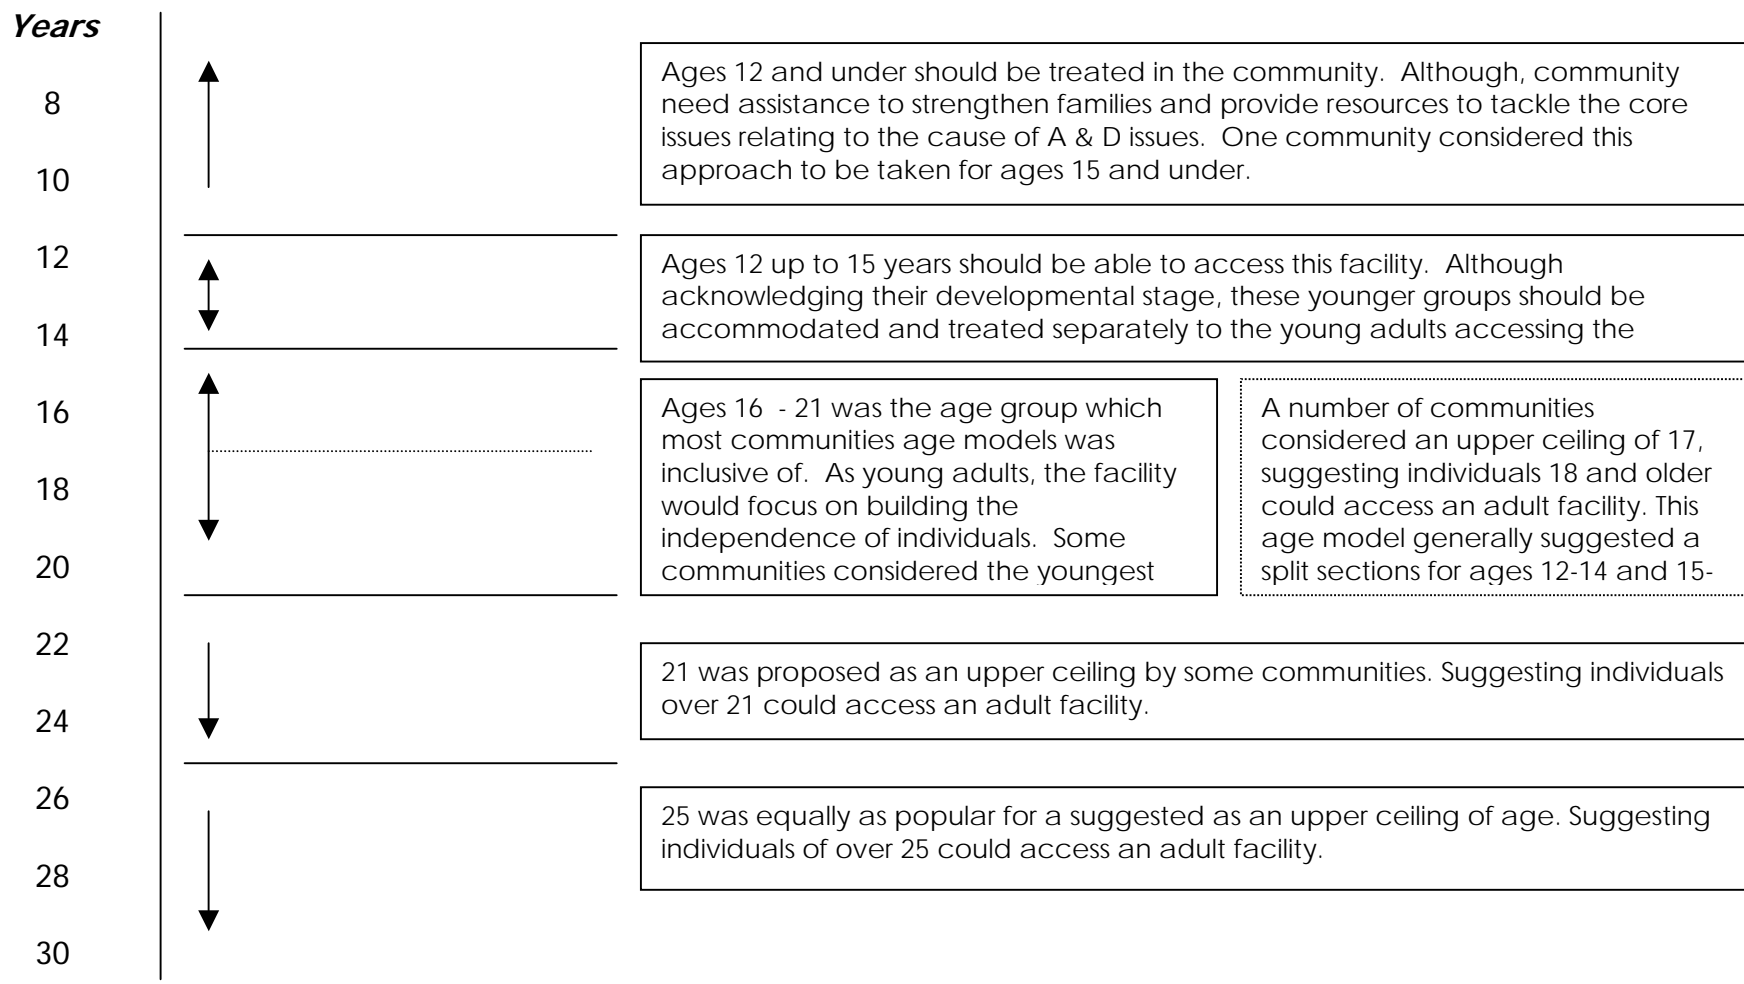 Years
8
10
12
14
16
18
20
22
24
26
28
30
Ages 12 and under should be treated in the community.  Although, community
need assistance to strengthen families and provide resources to tackle the core
issues relating to the cause of A & D issues.  One community considered this
approach to be taken for ages 15 and under.
Ages 12 up to 15 years should be able to access this facility.  Although
acknowledging their developmental stage, these younger groups should be
accommodated and treated separately to the young adults accessing the
Ages 16  - 21 was the age group which
most communities age models was
inclusive of.  As young adults, the facility
would focus on building the
independence of individuals.  Some
communities considered the youngest
A number of communities
considered an upper ceiling of 17,
suggesting individuals 18 and older
could access an adult facility. This
age model generally suggested a
split sections for ages 12-14 and 15-
21 was proposed as an upper ceiling by some communities. Suggesting individuals
over 21 could access an adult facility.
25 was equally as popular for a suggested as an upper ceiling of age. Suggesting
individuals of over 25 could access an adult facility.